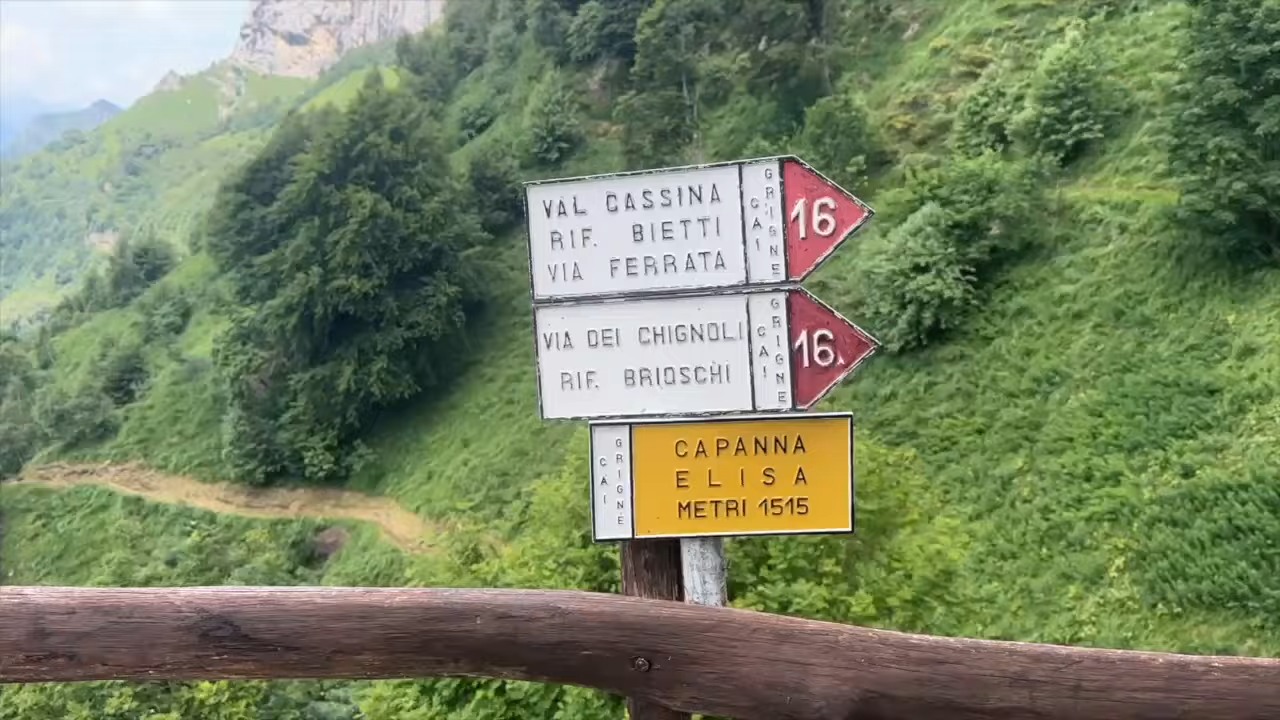 VAL CASSINA
RIF. BIETTI
VIA FERRATA
CAI GRIGNE
16
VIA DEI CHIGNOLI
RIF. BRIOSCHI
CAI GRIGNE
16
CAI GRIGNE
CAPANNA
ELISA
METRI 1515